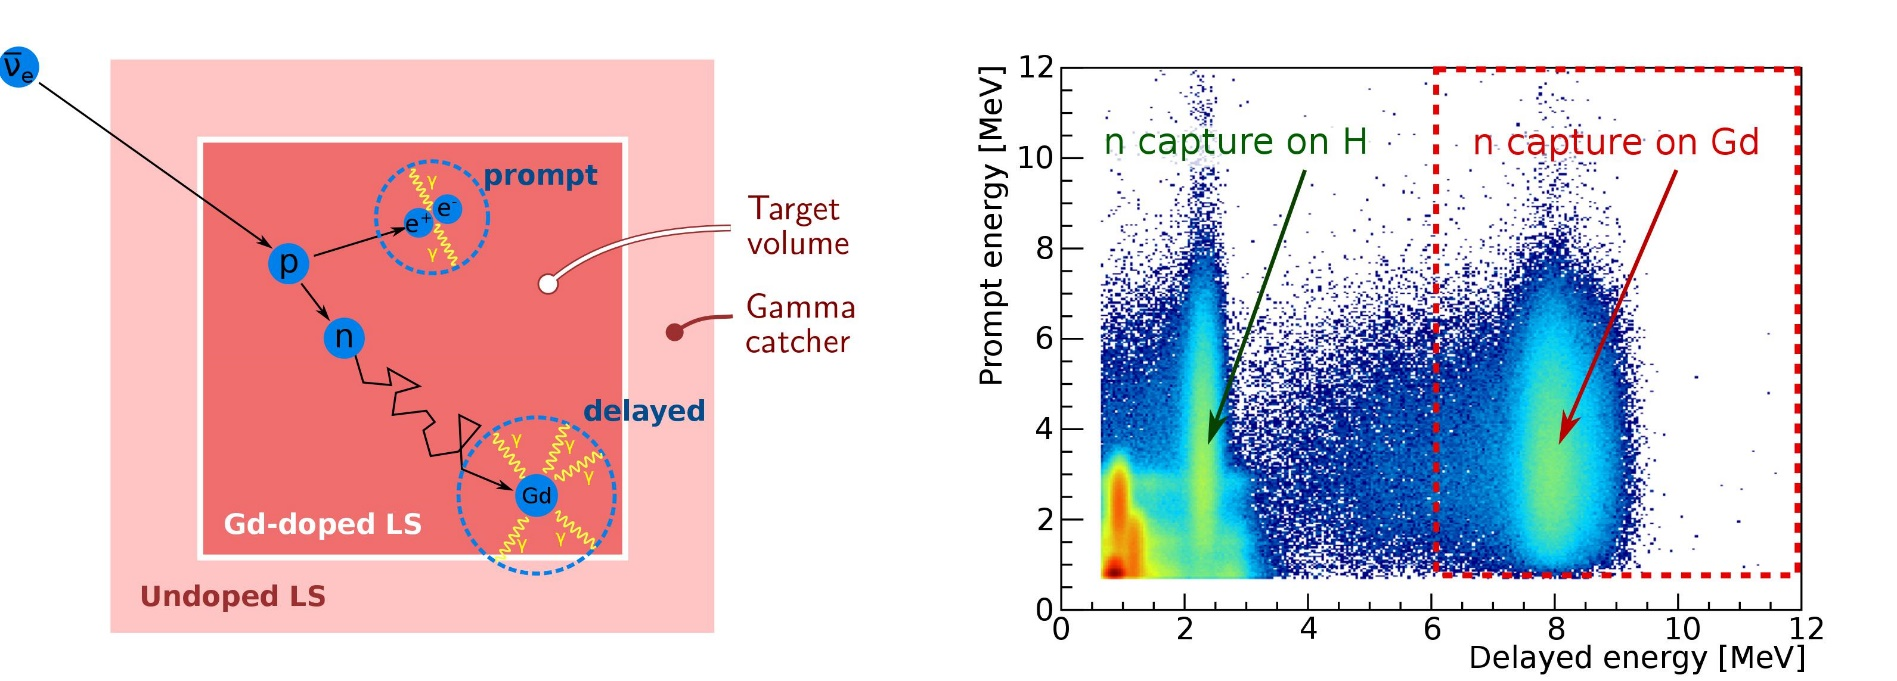 ν̄e
p
n
e+
e-
γ
γ
prompt
Target
volume
Gamma
catcher
delayed
γ
γ
γ
Gd
γ
γ
Gd-doped LS
Undoped LS
Prompt energy [MeV]
12
10
8
6
4
2
0
n capture on H
n capture on Gd
0 2 4 6 8 10 12
Delayed energy [MeV]